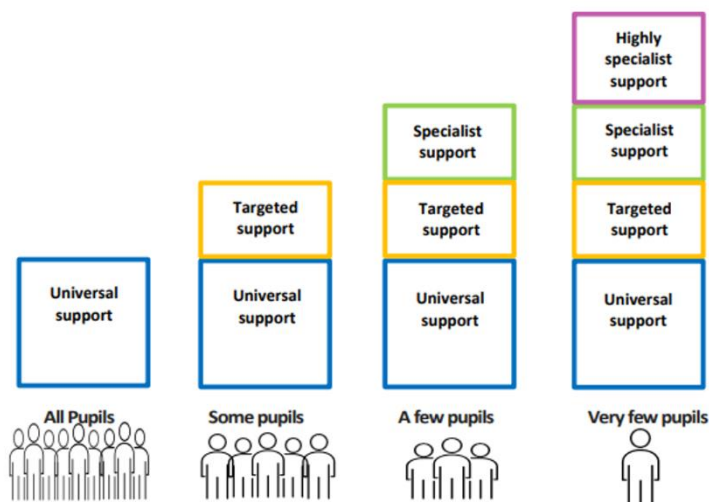 Highly
specialist
support
Specialist
support
Specialist
support
Targeted
support
Targeted
support
Targeted
support
Universal
support
Universal
support
Universal
support
Universal
support
All Pupils
Some pupils
A few pupils
Very few pupils